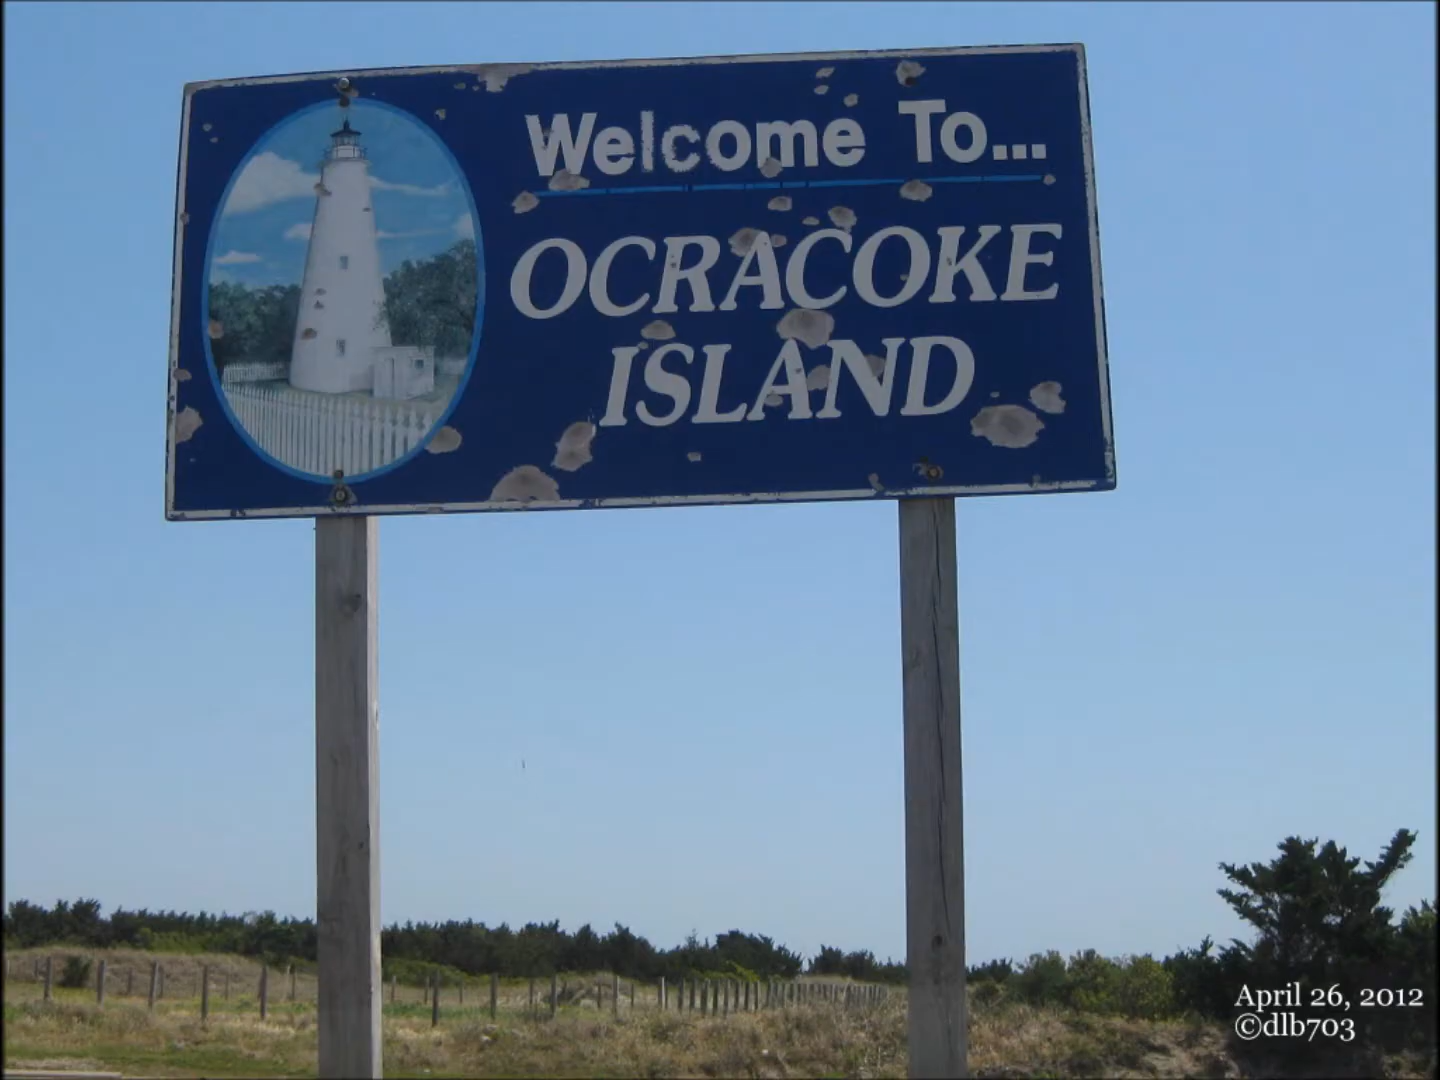 Welcome To...
OCRACOKE
ISLAND
April 26, 2012
©dlb703